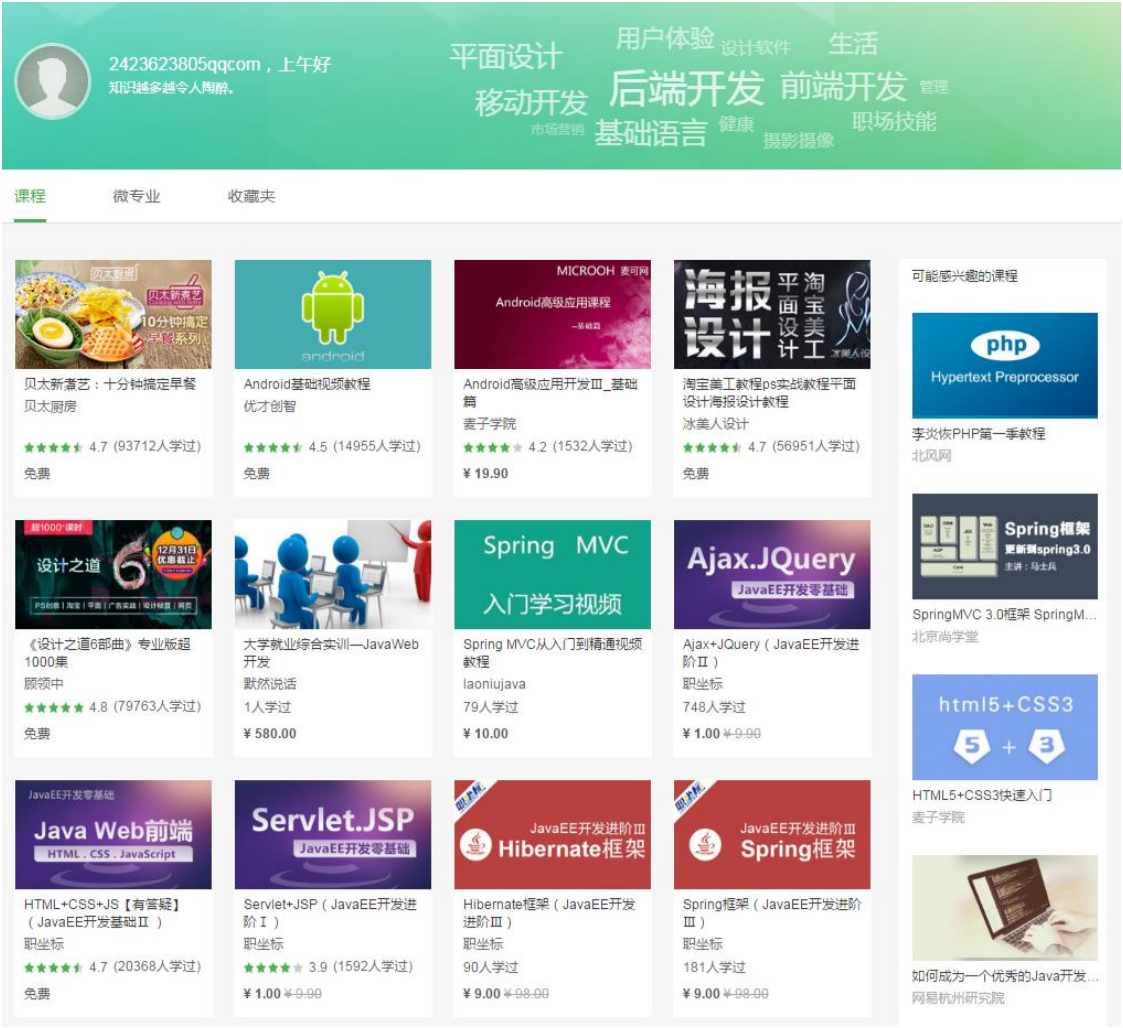 2423623805qqcom，上午好
知识越多越令人陶醉。
平面设计
用户体验
设计软件
生活
移动开发
后端开发
前端开发
管理
市场营销
基础语言
健康
摄影摄像
职场技能
课程
微专业
收藏夹
贝太厨房
贝太新煮艺
10分钟搞定
早餐系列
贝太新煮艺：十分钟搞定早餐
贝太厨房
4.7 (93712人学过)
免费
android
Android基础视频教程
优才创智
4.5 (14955人学过)
免费
MICROOH 麦可网
Android高级应用课程
—基础篇
Android高级应用开发Ⅲ_基础
篇
麦子学院
4.2 (1532人学过)
¥ 19.90
海报
设计
平面设计
淘宝美工
冰美人设
淘宝美工教程ps实战教程平面
设计海报设计教程
冰美人设计
4.7 (56951人学过)
免费
可能感兴趣的课程
php
Hypertext Preprocessor
李炎恢PHP第一季教程
北风网
超1000+课时
设计之道
6
12月31日
优惠截止
PS创意 | 淘宝 | 平面 | 广告实战 | 设计秘籍 | 网页
《设计之道6部曲》专业版超
1000集
顾领中
4.8 (79763人学过)
免费
大学就业综合实训—JavaWeb
开发
默然说话
1人学过
¥ 580.00
Spring MVC
入门学习视频
Spring MVC从入门到精通视频
教程
laoniujava
79人学过
¥ 10.00
Ajax.JQuery
JavaEE开发零基础
Ajax+JQuery（JavaEE开发进
阶Ⅱ）
职坐标
748人学过
¥ 1.00 ¥ 9.90
Spring框架
更新到spring3.0
主讲：马士兵
SpringMVC 3.0框架 SpringM...
北京尚学堂
html5+CSS3
5 + 3
HTML5+CSS3快速入门
麦子学院
JavaEE开发零基础
Java Web前端
HTML . CSS . JavaScript
HTML+CSS+JS【有答疑】
（JavaEE开发基础Ⅱ ）
职坐标
4.7 (20368人学过)
免费
Servlet.JSP
JavaEE开发零基础
Servlet+JSP（JavaEE开发进
阶Ⅰ）
职坐标
3.9 (1592人学过)
¥ 1.00 ¥ 9.90
职坐标
JavaEE开发进阶Ⅲ
Hibernate框架
Hibernate框架（JavaEE开发
进阶Ⅲ）
职坐标
90人学过
¥ 9.00 ¥ 98.00
职坐标
JavaEE开发进阶Ⅲ
Spring框架
Spring框架（JavaEE开发进阶
Ⅲ）
职坐标
181人学过
¥ 9.00 ¥ 98.00
如何成为一个优秀的Java开发...
网易杭州研究院